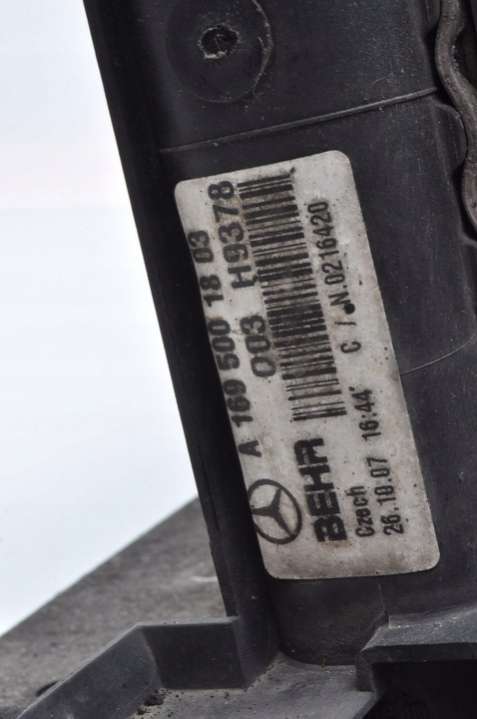 A 169 500 18 03
003 H9378
BEHR
C / .N.0216420
Czech
26.10.07 16:44